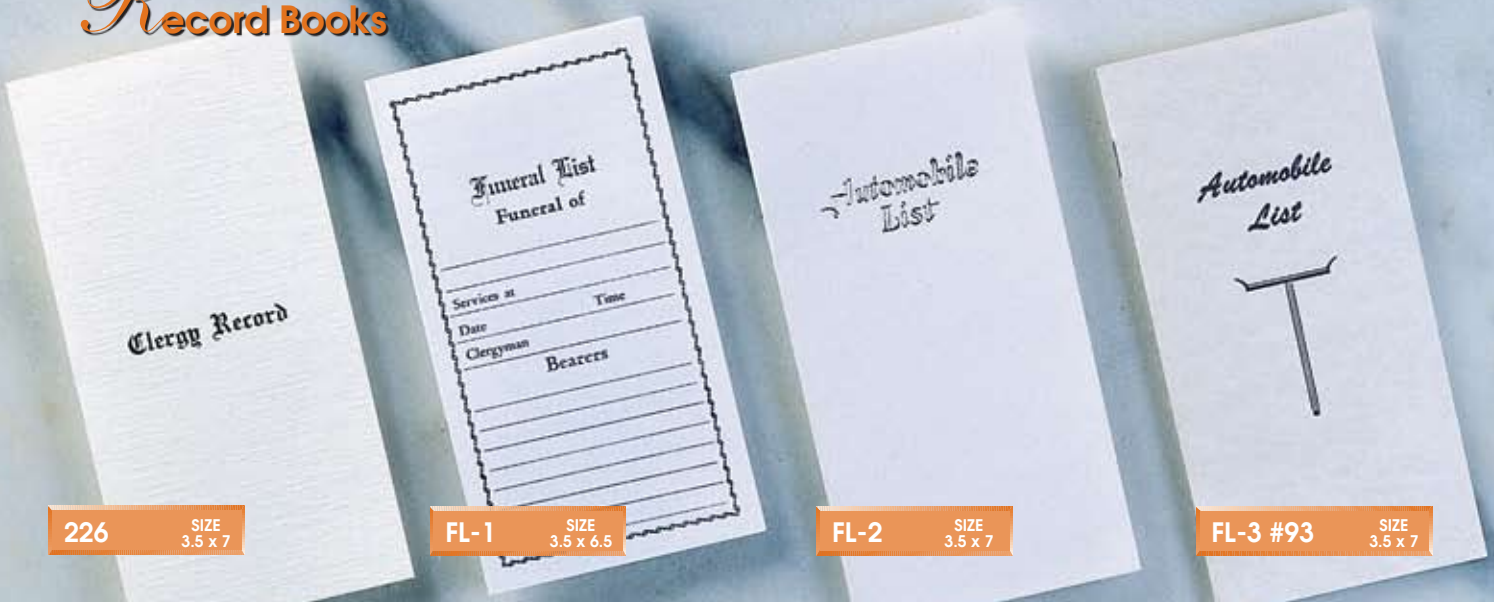 Record Books
Clergy Record
Funeral List
Funeral of
Services at
Time
Date
Clergyman
Bearers
Automobile
List
Automobile
List
226
SIZE
3.5 x 7
FL-1
SIZE
3.5 x 6.5
FL-2
SIZE
3.5 x 7
FL-3 #93
SIZE
3.5 x 7